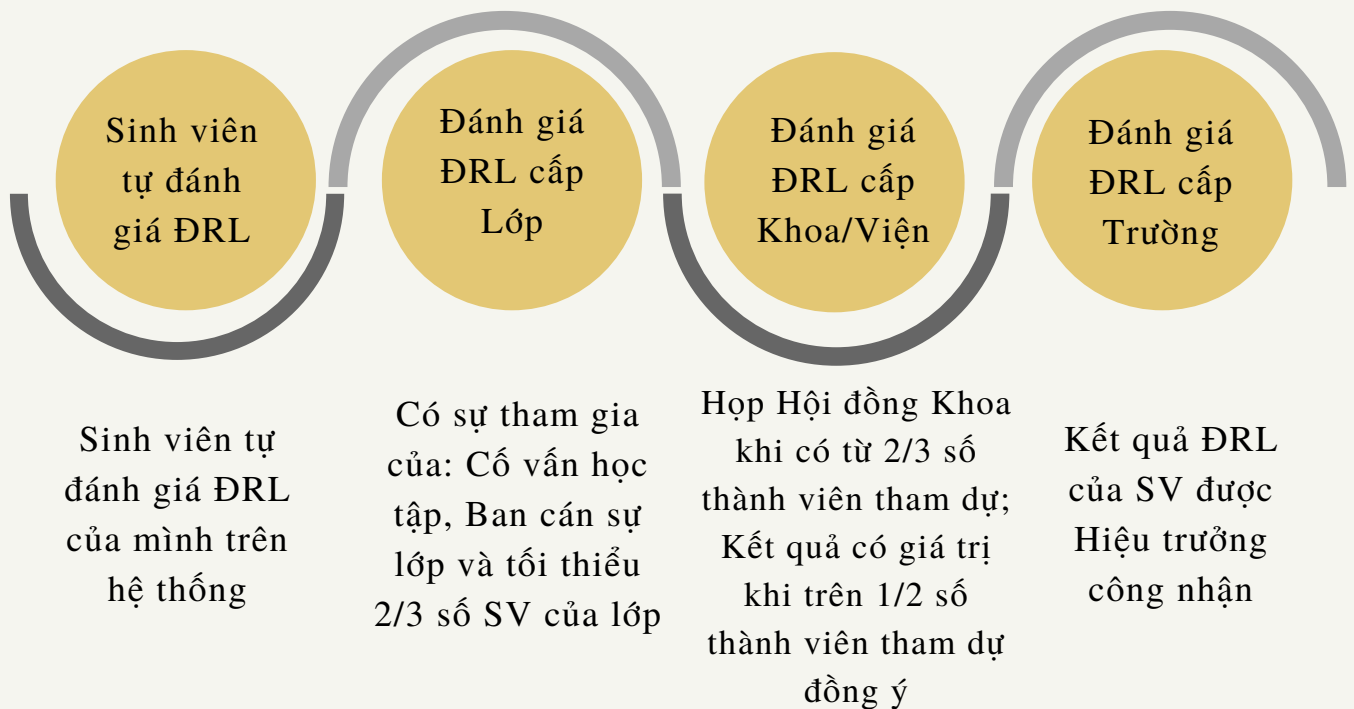 Sinh viên
tự đánh
giá ĐRL
Đánh giá
ĐRL cấp
Lớp
Đánh giá
ĐRL cấp
Khoa/Viện
Đánh giá
ĐRL cấp
Trường
Sinh viên tự
đánh giá ĐRL
của mình trên
hệ thống
Có sự tham gia
của: Cố vấn học
tập, Ban cán sự
lớp và tối thiểu
2/3 số SV của lớp
Họp Hội đồng Khoa
khi có từ 2/3 số
thành viên tham dự;
Kết quả có giá trị
khi trên 1/2 số
thành viên tham dự
đồng ý
Kết quả ĐRL
của SV được
Hiệu trưởng
công nhận